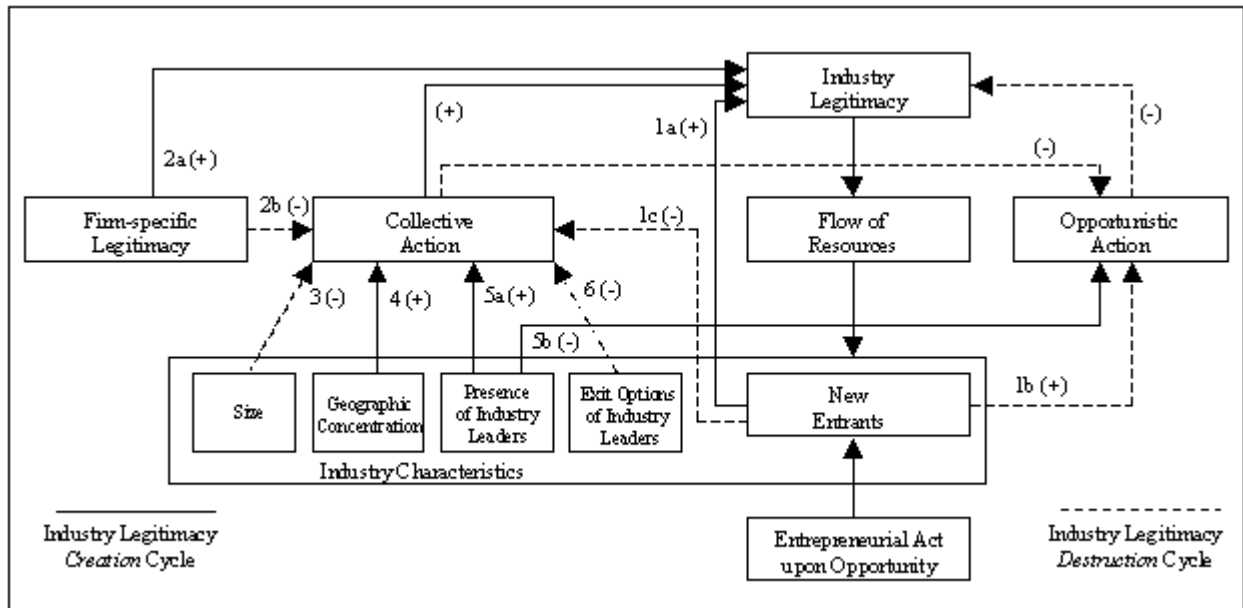 Industry
Legitimacy
(+)
1a (+)
(-)
2a (+)
(-)
Firm-specific
Legitimacy
2b (-)
Collective
Action
1c (-)
Flow of
Resources
Opportunistic
Action
3 (-)
4 (+)
5a (+)
6 (-)
5b (-)
Size
Geographic
Concentration
Presence
of Industry
Leaders
Exit Options
of Industry
Leaders
New
Entrants
1b (+)
Industry Characteristics
Industry Legitimacy
Creation Cycle
Entrepreneurial Act
upon Opportunity
Industry Legitimacy
Destruction Cycle